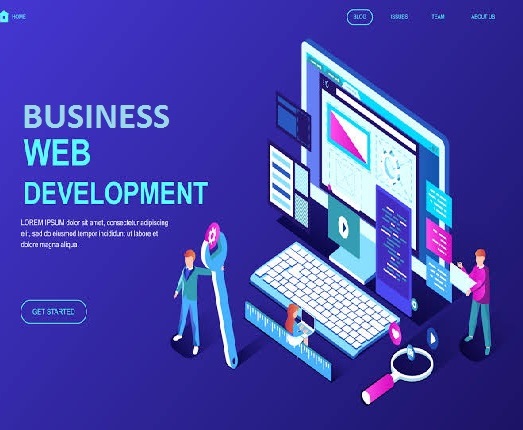 HOME
BLOG ISSUES TEAM ABOUT US
BUSINESS
WEB
DEVELOPMENT
LOREM IPSUM dolor sit amet, consectetur adipiscing
elit, sed do eiusmod tempor incididunt ut labore et
dolore magna aliqua.
GET STARTED